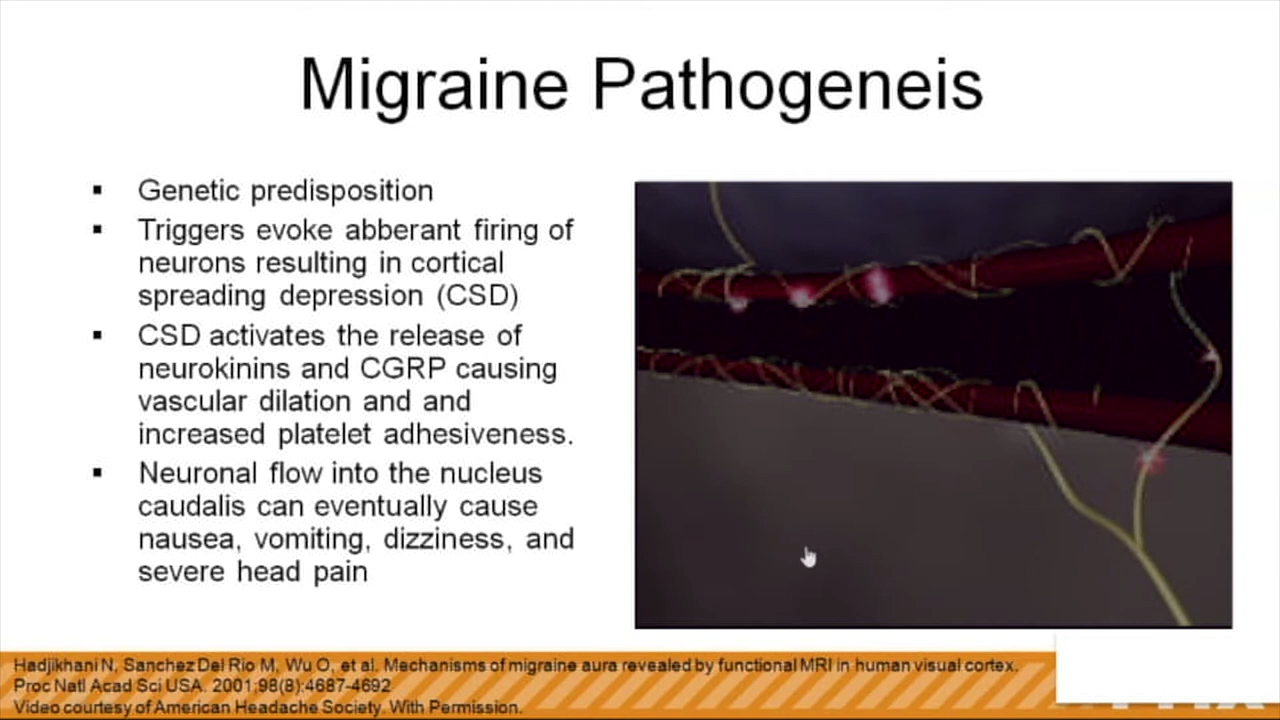 Migraine Pathogeneis
▪ Genetic predisposition
▪ Triggers evoke abberant firing of
neurons resulting in cortical
spreading depression (CSD)
▪ CSD activates the release of
neurokinins and CGRP causing
vascular dilation and and
increased platelet adhesiveness.
▪ Neuronal flow into the nucleus
caudalis can eventually cause
nausea, vomiting, dizziness, and
severe head pain
Hadjikhani N, Sanchez Del Rio M, Wu O, et al. Mechanisms of migraine aura revealed by functional MRI in human visual cortex.
Proc Natl Acad Sci USA. 2001;98(8):4687-4692
Video courtesy of American Headache Society. With Permission.